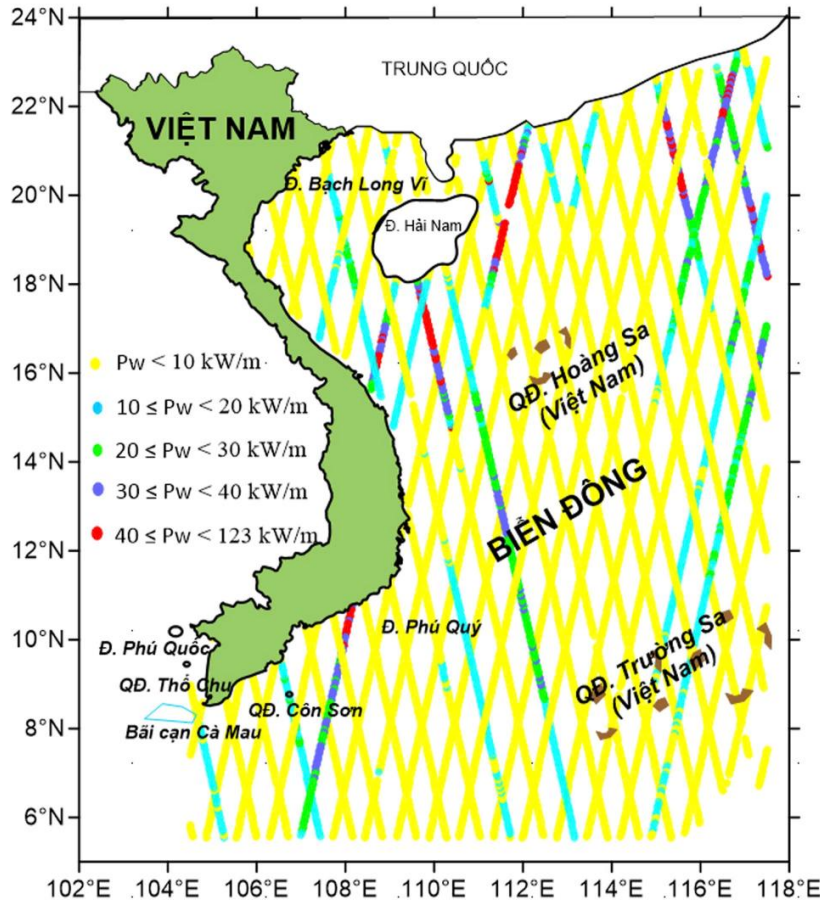 24°N
TRUNG QUỐC
22°N
VIỆT NAM
20°N
Đ. Bạch Long Vĩ
Đ. Hải Nam
18°N
Pw < 10 kW/m
16°N
QĐ. Hoàng Sa
(Việt Nam)
10 ≤ Pw < 20 kW/m
20 ≤ Pw < 30 kW/m
14°N
30 ≤ Pw < 40 kW/m
BIỂN ĐÔNG
40 ≤ Pw < 123 kW/m
12°N
10°N
Đ. Phú Quý
Đ. Phú Quốc
QĐ. Trường Sa
(Việt Nam)
QĐ. Thổ Chu
QĐ. Côn Sơn
8°N
Bãi cạn Cà Mau
6°N
102°E 104°E 106°E 108°E 110°E 112°E 114°E 116°E 118°E